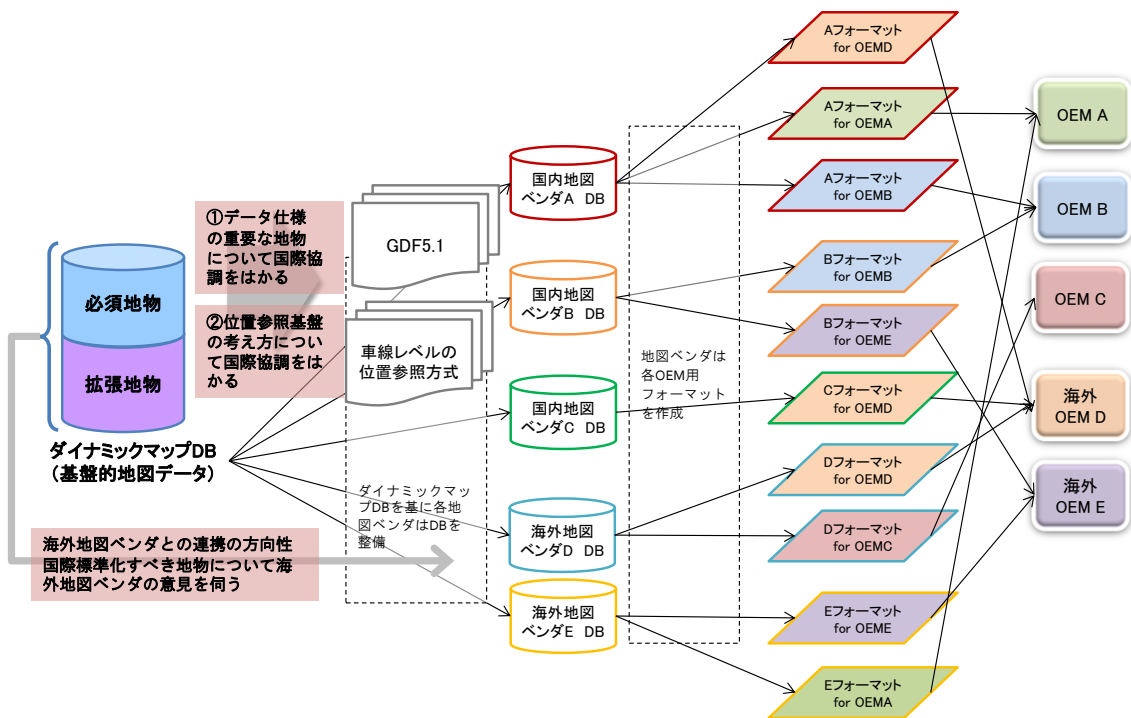 必須地物
拡張地物
ダイナミックマップDB
(基盤的地図データ)
①データ仕様
の重要な地物
について国際協
調をはかる
②位置参照基盤
の考え方につい
て国際協調をは
かる
海外地図ベンダとの連携の方向性
国際標準化すべき地物について海
外地図ベンダの意見を伺う
GDF5.1
車線レベルの
位置参照方式
ダイナミックマッ
プDBを基に各地
図ベンダはDBを
整備
国内地図
ベンダA DB
国内地図
ベンダB DB
国内地図
ベンダC DB
海外地図
ベンダD DB
海外地図
ベンダE DB
地図ベンダは
各OEM用
フォーマット
を作成
Aフォーマット
for OEMD
Aフォーマット
for OEMA
Aフォーマット
for OEMB
Bフォーマット
for OEMB
Bフォーマット
for OEME
Cフォーマット
for OEMD
Dフォーマット
for OEMD
Dフォーマット
for OEMC
Eフォーマット
for OEME
Eフォーマット
for OEMA
OEM A
OEM B
OEM C
海外
OEM D
海外
OEM E